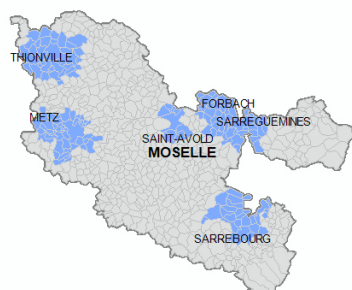 THIONVILLE
METZ
FORBACH
SARREGUEMINES
SAINT-AVOLD
MOSELLE
SARREBOURG